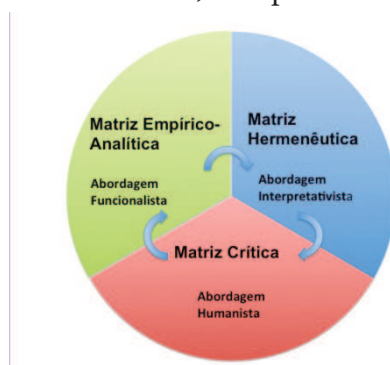 Matriz Empírico-
Analítica
Abordagem
Funcionalista
Matriz
Hermenêutica
Abordagem
Interpretativista
Matriz Crítica
Abordagem
Humanista